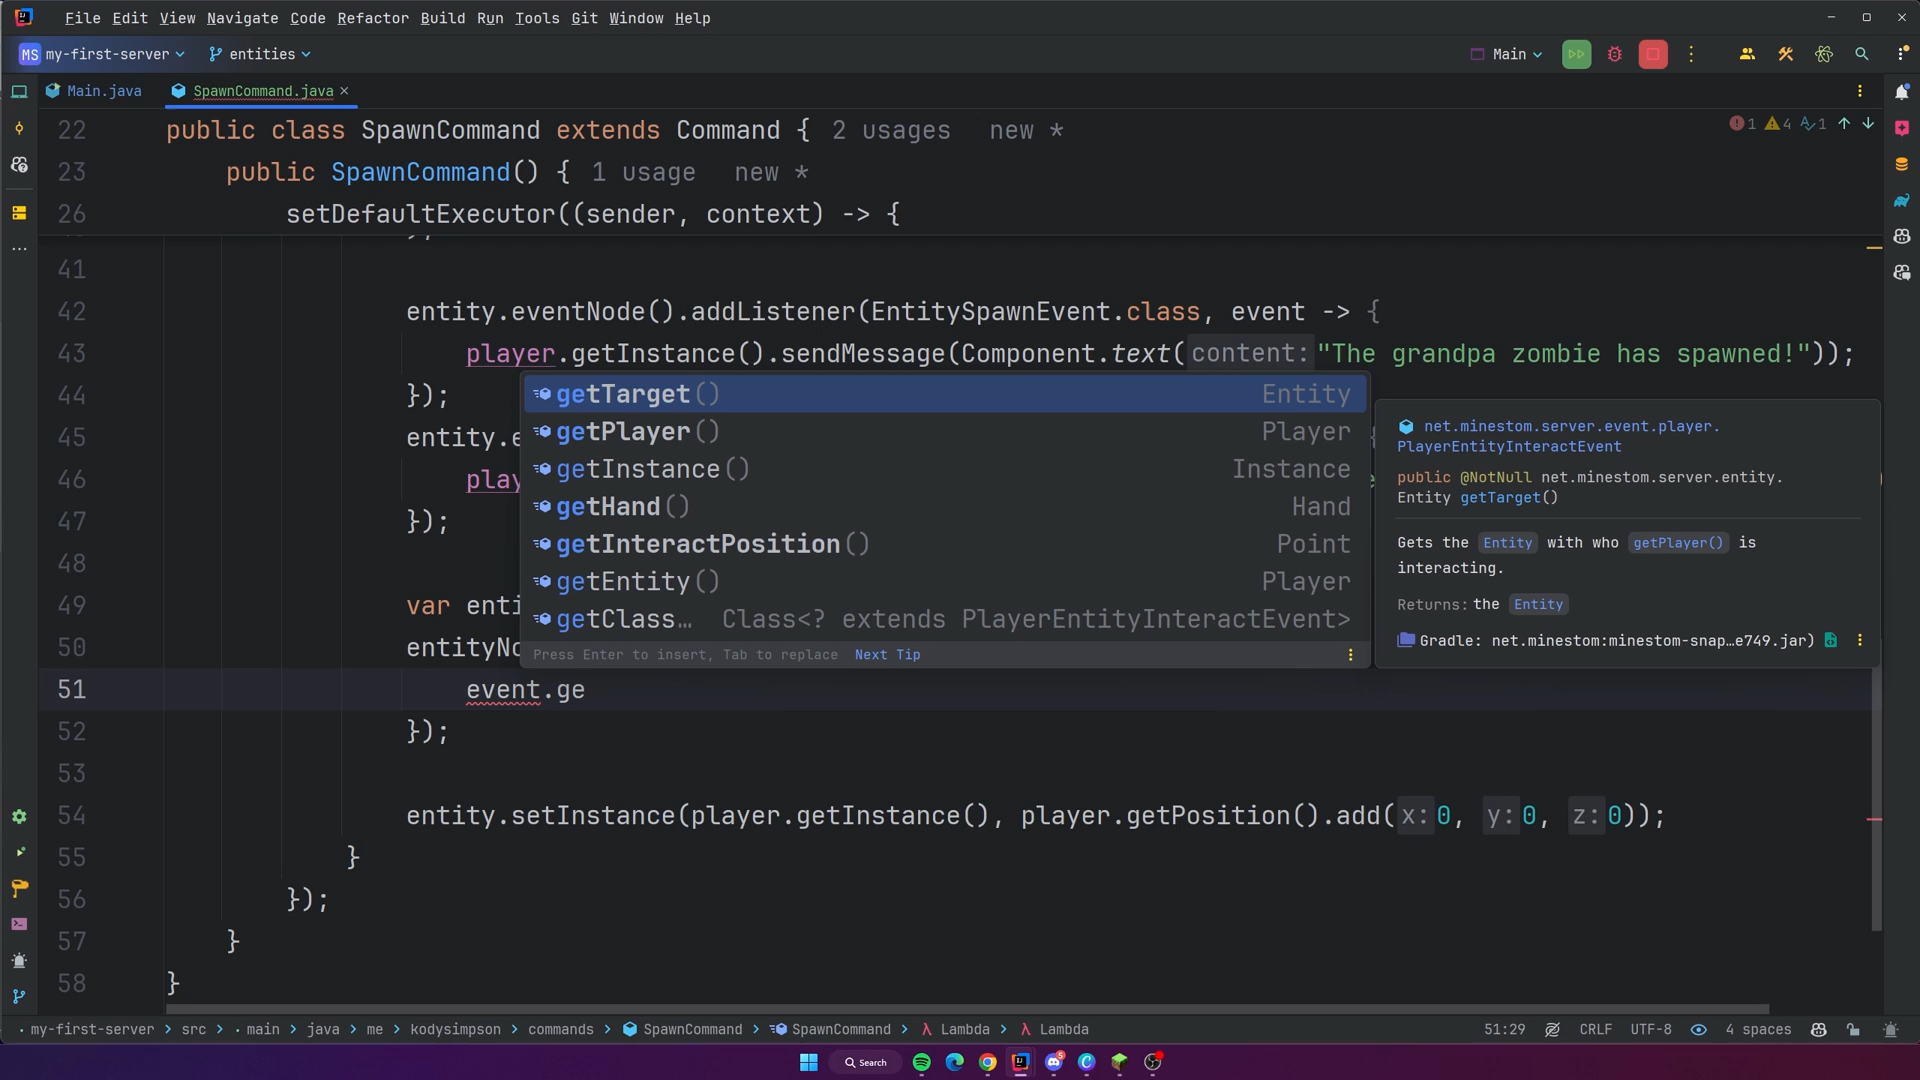 File Edit View Navigate Code Refactor Build Run Tools Git Window Help
MS my-first-server entities Main
Main.java SpawnCommand.java
22 public class SpawnCommand extends Command { 2 usages new *
1 4 1
23 public SpawnCommand() { 1 usage new *
26 setDefaultExecutor((sender, context) -> {
41
42 entity.eventNode().addListener(EntitySpawnEvent.class, event -> {
43 player.getInstance().sendMessage(Component.text(content: "The grandpa zombie has spawned!"));
44 });
45 entity.e
46 play
47 });
48
49 var enti
50 entityNo
51 event.ge
52 });
53
54 entity.setInstance(player.getInstance(), player.getPosition().add(x: 0, y: 0, z: 0));
55 }
56 });
57 }
58 }
getTarget() Entity
getPlayer() Player
getInstance() Instance
getHand() Hand
getInteractPosition() Point
getEntity() Player
getClass… Class<? extends PlayerEntityInteractEvent>
Press Enter to insert, Tab to replace Next Tip
net.minestom.server.event.player.
PlayerEntityInteractEvent
public @NotNull net.minestom.server.entity.
Entity getTarget()
Gets the Entity with who getPlayer() is
interacting.
Returns: the Entity
Gradle: net.minestom:minestom-snap…e749.jar)
my-first-server > src > main > java > me > kodysimpson > commands > SpawnCommand > SpawnCommand > λ Lambda > λ Lambda
51:29 CRLF UTF-8 4 spaces
Search
5